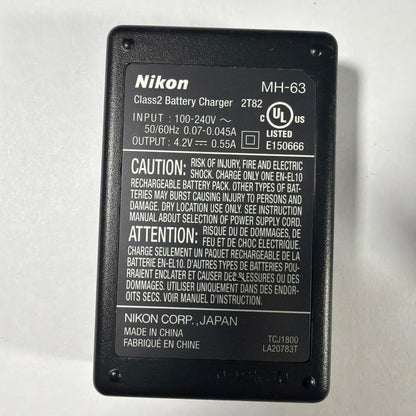 Nikon MH-63
Class2 Battery Charger 2T82
INPUT : 100-240V ~
50/60Hz 0.07-0.045A
OUTPUT : 4.2V ⎓ 0.55A
C UL US
LISTED
E150666
CAUTION: RISK OF INJURY, FIRE AND ELECTRIC
SHOCK. CHARGE ONLY ONE EN-EL10
RECHARGEABLE BATTERY PACK. OTHER TYPES OF BAT-
TERIES MAY BURST CAUSING INJURY TO PERSONS AND
DAMAGE. DRY LOCATION USE ONLY. SEE INSTRUCTION
MANUAL ABOUT SELECTION OF POWER SUPPLY CORD.
ATTENTION: RISQUE DU DE DOMMAGES, DE
FEU ET DE CHOC ELECTRIQUE.
CHARGE SEULEMENT UN PAQUET RECHARGEABLE DE LA
BATTERIE EN-EL10. D'AUTRES TYPES DE BATTERIES POU-
RRAIENT ENCLATER ET CAUSER DES BLESSURES OU DES
DOMMAGES. UTILISER UNIQUEMENT DANS DES ENDOR-
OITS SECS. VOIR MANUEL D'INSTRUCTION.
NIKON CORP., JAPAN
MADE IN CHINA TCJ1800
FABRIQUÉ EN CHINE LA20783T